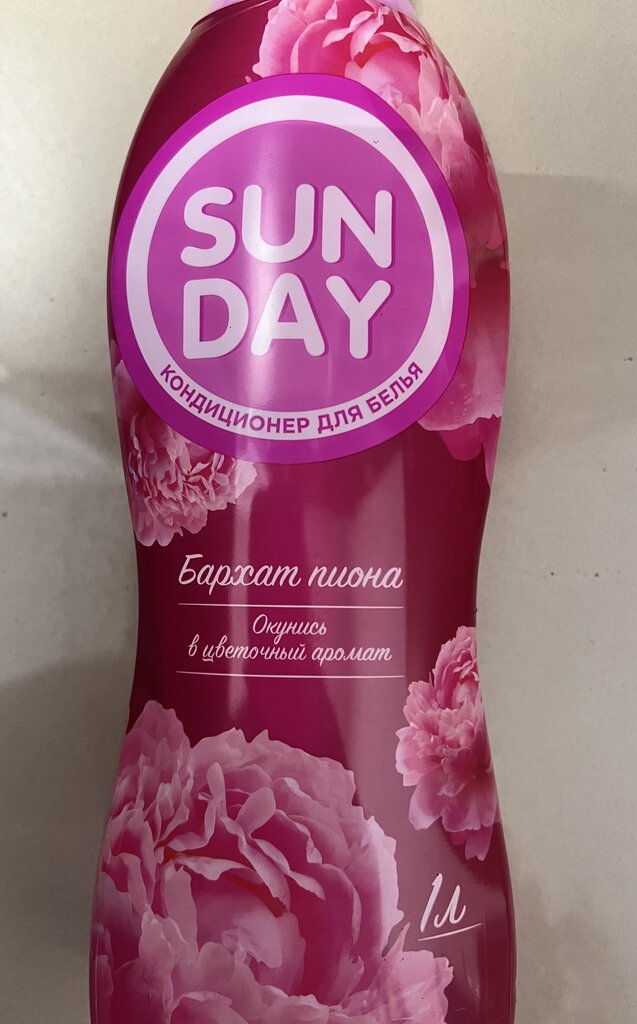 SUN
DAY
КОНДИЦИОНЕР ДЛЯ БЕЛЬЯ
Бархат пиона
Окунись
в цветочный аромат
1л